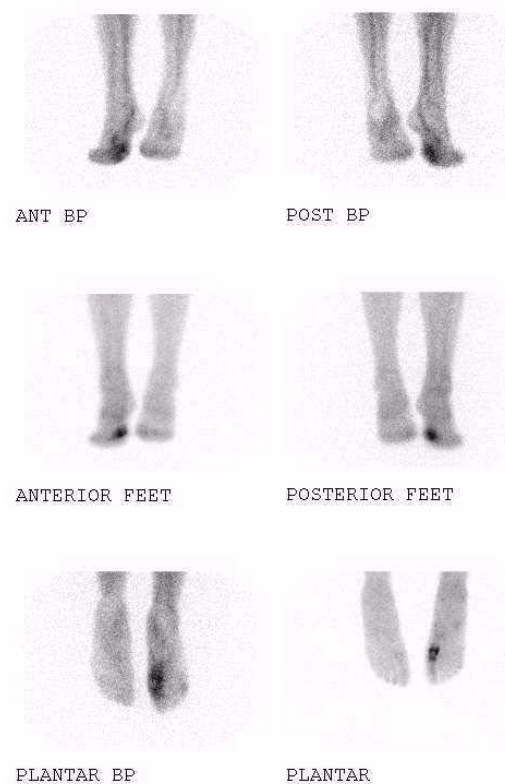 ANT BP
POST BP
ANTERIOR FEET
POSTERIOR FEET
PLANTAR BP
PLANTAR